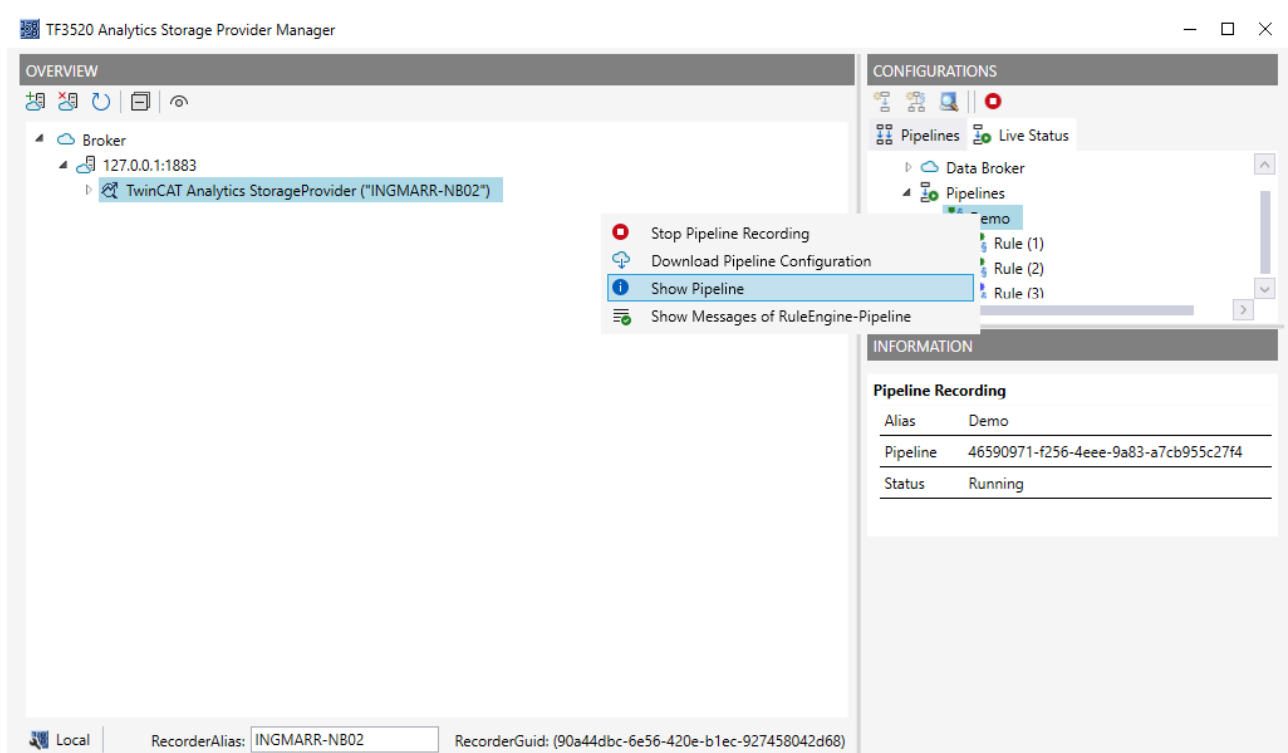 TF3520 Analytics Storage Provider Manager
OVERVIEW
Broker
127.0.0.1:1883
TwinCAT Analytics StorageProvider ("INGMARR-NB02")
CONFIGURATIONS
Pipelines
Live Status
Data Broker
Pipelines
emo
Rule (1)
Rule (2)
Rule (3)
Stop Pipeline Recording
Download Pipeline Configuration
Show Pipeline
Show Messages of RuleEngine-Pipeline
INFORMATION
Pipeline Recording
Alias Demo
Pipeline 46590971-f256-4eee-9a83-a7cb955c27f4
Status Running
Local RecorderAlias: INGMARR-NB02 RecorderGuid: (90a44dbc-6e56-420e-b1ec-927458042d68)